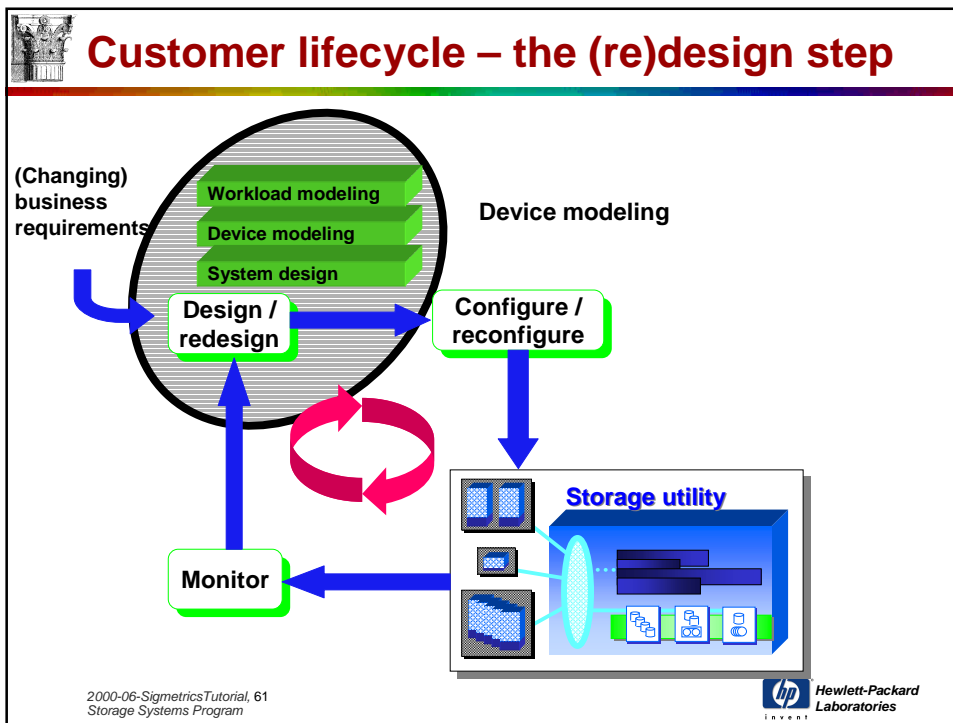 Customer lifecycle – the (re)design step
(Changing)
business
requirements
Workload modeling
Device modeling
System design
Device modeling
Design /
redesign
Configure /
reconfigure
Storage utility
Monitor
2000-06-SigmetricsTutorial, 61
Storage Systems Program
hp
invent
Hewlett-Packard
Laboratories